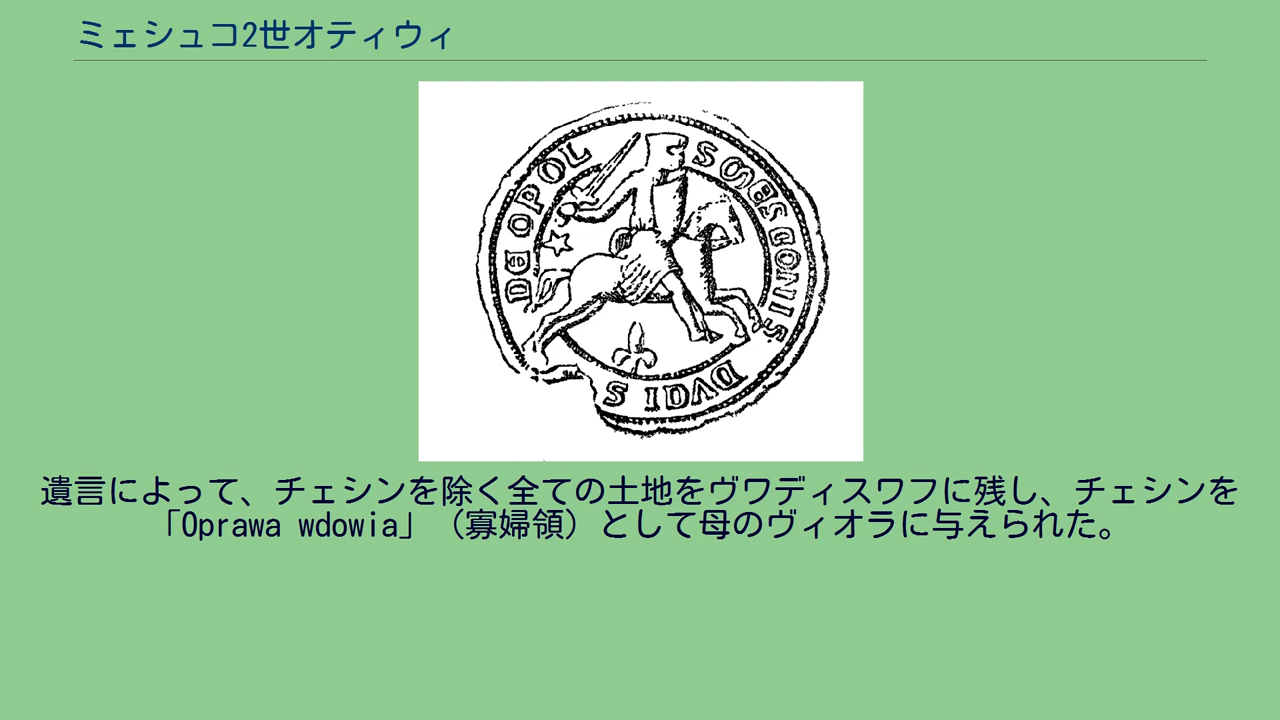 ミェシュコ2世オティウィ
DE OPOL
S
ESCONIS
DVCIS
遺言によって、チェシンを除く全ての土地をヴワディスワフに残し、チェシンを
「Oprawa wdowia」（寡婦領）として母のヴィオラに与えられた。